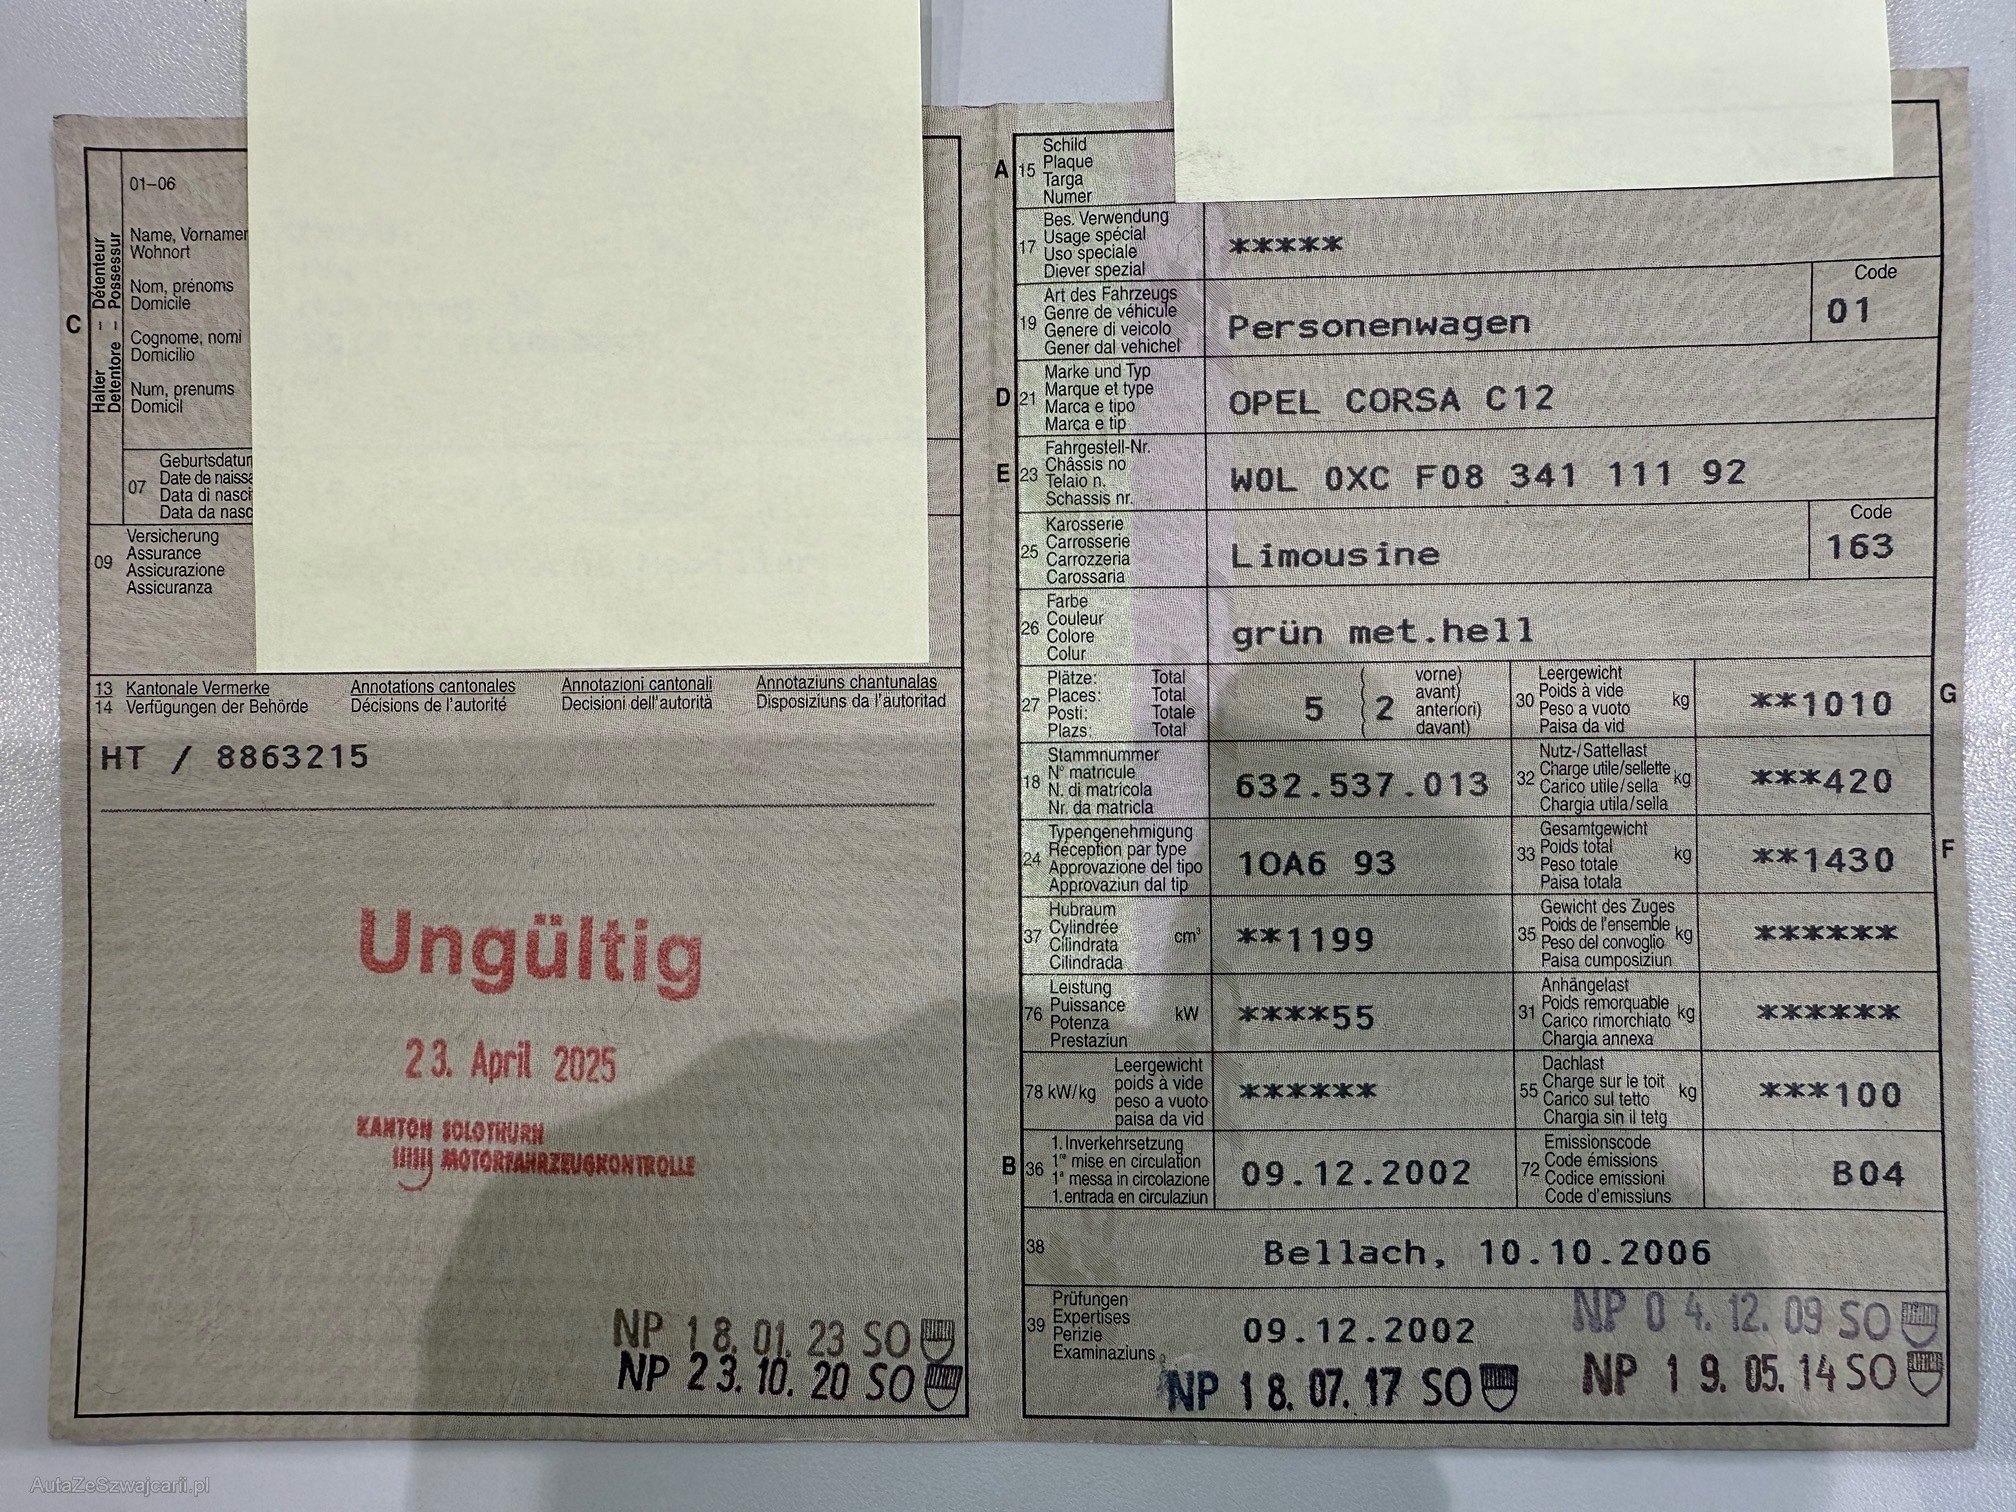 01–06
Halter – Détenteur
Detentore – Possessur
C
Name, Vornamen
Wohnort
Nom, prénoms
Domicile
Cognome, nomi
Domicilio
Num, prenums
Domicil
07
Geburtsdatu
Date de naiss
Data di nasci
Data da nasc
09
Versicherung
Assurance
Assicurazione
Assicuranza
13 Kantonale Vermerke Annotations cantonales Annotazioni cantonali Annotaziuns chantunalas
14 Verfügungen der Behörde Décisions de l'autorité Decisioni dell'autorità Disposiziuns da l'autoritad
HT / 8863215
Ungültig
23. April 2025
KANTON SOLOTHURN
MOTORFAHRZEUGKONTROLLE
NP 18.01.23 SO
NP 23.10.20 SO
A 15
Schild
Plaque
Targa
Numer
17
Bes. Verwendung
Usage spécial
Uso speciale
Diever spezial
*****
19
Art des Fahrzeugs
Genre de véhicule
Genere di veicolo
Gener dal vehichel
Personenwagen
Code
01
D 21
Marke und Typ
Marque et type
Marca e tipo
Marca e tip
OPEL CORSA C12
E 23
Fahrgestell-Nr.
Châssis no
Telaio n.
Schassis nr.
W0L 0XC F08 341 111 92
25
Karosserie
Carrosserie
Carrozzeria
Carossaria
Limousine
Code
163
26
Farbe
Couleur
Colore
Colur
grün met.hell
27
Plätze: Total
Places: Total
Posti: Totale
Plazs: Total
5 ( 2
vorne)
avant)
anteriori)
davant)
30
Leergewicht
Poids à vide
Peso a vuoto
Paisa da vid
kg
**1010
G
18
Stammnummer
N° matricule
N. di matricola
Nr. da matricla
632.537.013
32
Nutz-/Sattellast
Charge utile/sellette
Carico utile/sella
Chargia utila/sella
kg
***420
24
Typengenehmigung
Réception par type
Approvazione del tipo
Approvaziun dal tip
1OA6 93
33
Gesamtgewicht
Poids total
Peso totale
Paisa totala
kg
**1430
F
37
Hubraum
Cylindrée
Cilindrata
Cilindrada
cm³
**1199
35
Gewicht des Zuges
Poids de l'ensemble
Peso del convoglio
Paisa cumposiziun
kg
******
76
Leistung
Puissance
Potenza
Prestaziun
kW
****55
31
Anhängelast
Poids remorquable
Carico rimorchiato
Chargia annexa
kg
******
78 kW/kg
Leergewicht
poids à vide
peso a vuoto
paisa da vid
******
55
Dachlast
Charge sur le toit
Carico sul tetto
Chargia sin il tetg
kg
***100
B 36
1. Inverkehrsetzung
1re mise en circulation
1a messa in circolazione
1. entrada en circulaziun
09.12.2002
72
Emissionscode
Code émissions
Codice emissioni
Code d'emissiuns
B04
38
Bellach, 10.10.2006
39
Prüfungen
Expertises
Perizie
Examinaziuns
09.12.2002
NP 04.12.09 SO
NP 18.07.17 SO
NP 19.05.14 SO
AutaZeSzwajcarii.pl